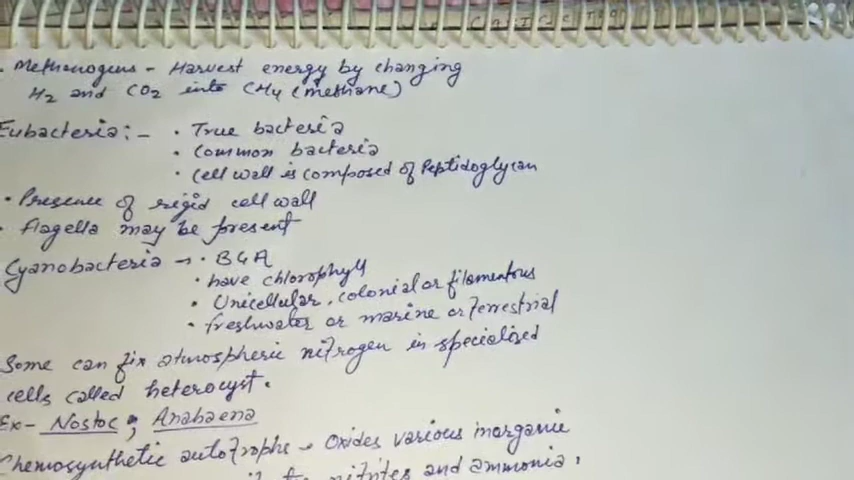 . Methanogens - Harvest energy by changing
H2 and CO2 into CH4 (methane)
Eubacteria:- . True bacteria
. Common bacteria
. Cell wall is composed of Peptidoglycan
. Presence of rigid cell wall
. flagella may be present
Cyanobacteria → . BGA
. have chlorophyll
. Unicellular, colonial or filamentous
. freshwater or marine or terrestrial
Some can fix atmospheric nitrogen in specialised
cells called heterocyst.
Ex- Nostoc ; Anabaena
Chemosynthetic autotrophs → Oxides various inorganic
nitrites and ammonia,